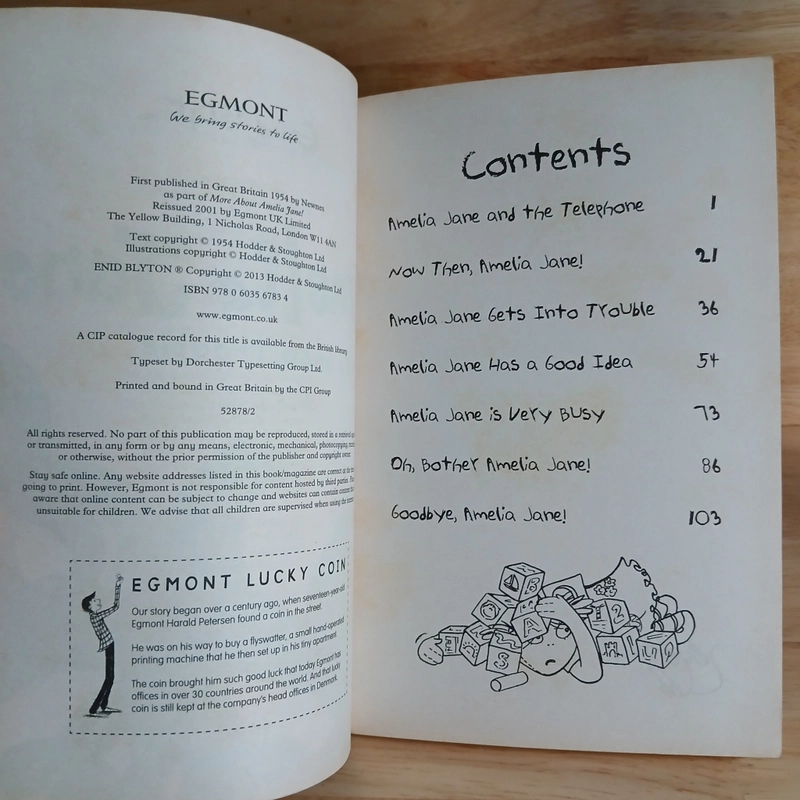 EGMONT
We bring stories to life
First published in Great Britain 1954 by Newnes
as part of More About Amelia Jane!
Reissued 2001 by Egmont UK Limited
The Yellow Building, 1 Nicholas Road, London W11 4AN
Text copyright © 1954 Hodder & Stoughton Ltd
Illustrations copyright © Hodder & Stoughton Ltd
ENID BLYTON ® Copyright © 2013 Hodder & Stoughton Ltd
ISBN 978 0 6035 6783 4
www.egmont.co.uk
A CIP catalogue record for this title is available from the British library
Typeset by Dorchester Typesetting Group Ltd.
Printed and bound in Great Britain by the CPI Group
52878/2
All rights reserved. No part of this publication may be reproduced, stored in a retrieval
or transmitted, in any form or by any means, electronic, mechanical, photocopying,
or otherwise, without the prior permission of the publisher and copyright
Stay safe online. Any website addresses listed in this book/magazine are correct at the
going to print. However, Egmont is not responsible for content hosted by third parties.
aware that online content can be subject to change and websites can contain content
unsuitable for children. We advise that all children are supervised when using the
EGMONT LUCKY COIN
Our story began over a century ago, when seventeen-year-old
Egmont Harald Petersen found a coin in the street.
He was on his way to buy a flyswatter, a small hand-operated
printing machine that he then set up in his tiny apartment.
The coin brought him such good luck that today Egmont has
offices in over 30 countries around the world. And that lucky
coin is still kept at the company's head offices in Denmark.
Contents
Amelia Jane and the Telephone 1
Now Then, Amelia Jane! 21
Amelia Jane Gets Into Trouble 36
Amelia Jane Has a Good Idea 54
Amelia Jane is Very Busy 73
Oh, Bother Amelia Jane! 86
Goodbye, Amelia Jane! 103